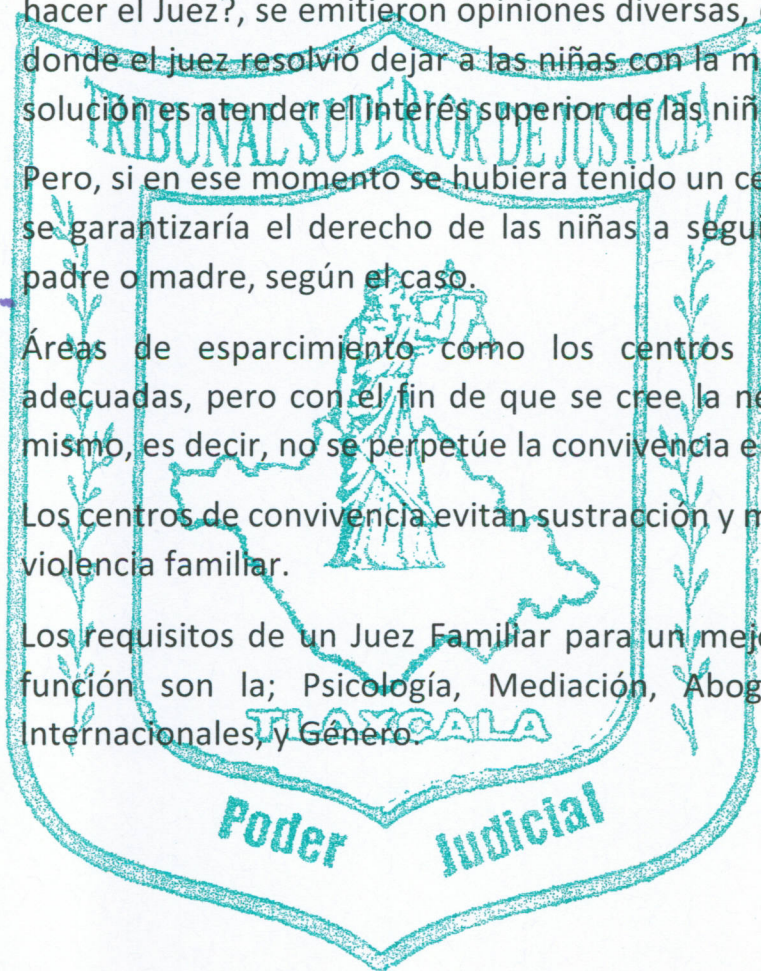 hacer el Juez?, se emitieron opiniones diversas,
donde el juez resolvió dejar a las niñas con la m
solución es atender el interés superior de las niñ
TRIBUNAL SUPERIOR DE JUSTICIA
Pero, si en ese momento se hubiera tenido un ce
se garantizaría el derecho de las niñas a segui
padre o madre, según el caso.
Áreas de esparcimiento como los centros
adecuadas, pero con el fin de que se cree la ne
mismo, es decir, no se perpetúe la convivencia e
Los centros de convivencia evitan sustracción y m
violencia familiar.
Los requisitos de un Juez Familiar para un mejo
función son la; Psicología, Mediación, Abog
Internacionales, y Género.
TLAXCALA
Poder Judicial